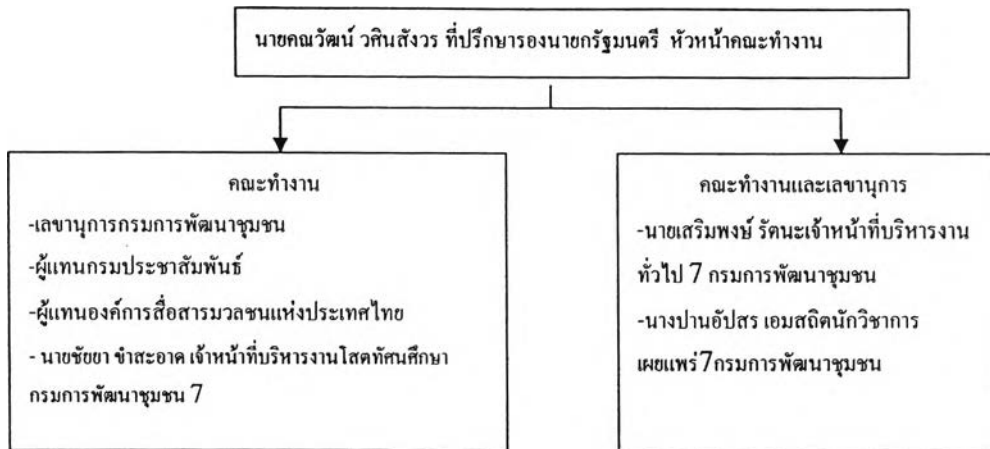 นายคณวัฒน์ วศินสังวร ที่ปรึกษารองนายกรัฐมนตรี หัวหน้าคณะทำงาน
คณะทำงาน
-เลขานุการกรมการพัฒนาชุมชน
-ผู้แทนกรมประชาสัมพันธ์
-ผู้แทนองค์การสื่อสารมวลชนแห่งประเทศไทย
- นายชัยยา ขำสะอาด เจ้าหน้าที่บริหารงานโสตทัศนศึกษา
กรมการพัฒนาชุมชน 7
คณะทำงานและเลขานุการ
-นายเสริมพงษ์ รัตนะเจ้าหน้าที่บริหารงาน
ทั่วไป 7 กรมการพัฒนาชุมชน
-นางปานอัปสร เอมสถิตนักวิชาการ
เผยแพร่ 7กรมการพัฒนาชุมชน